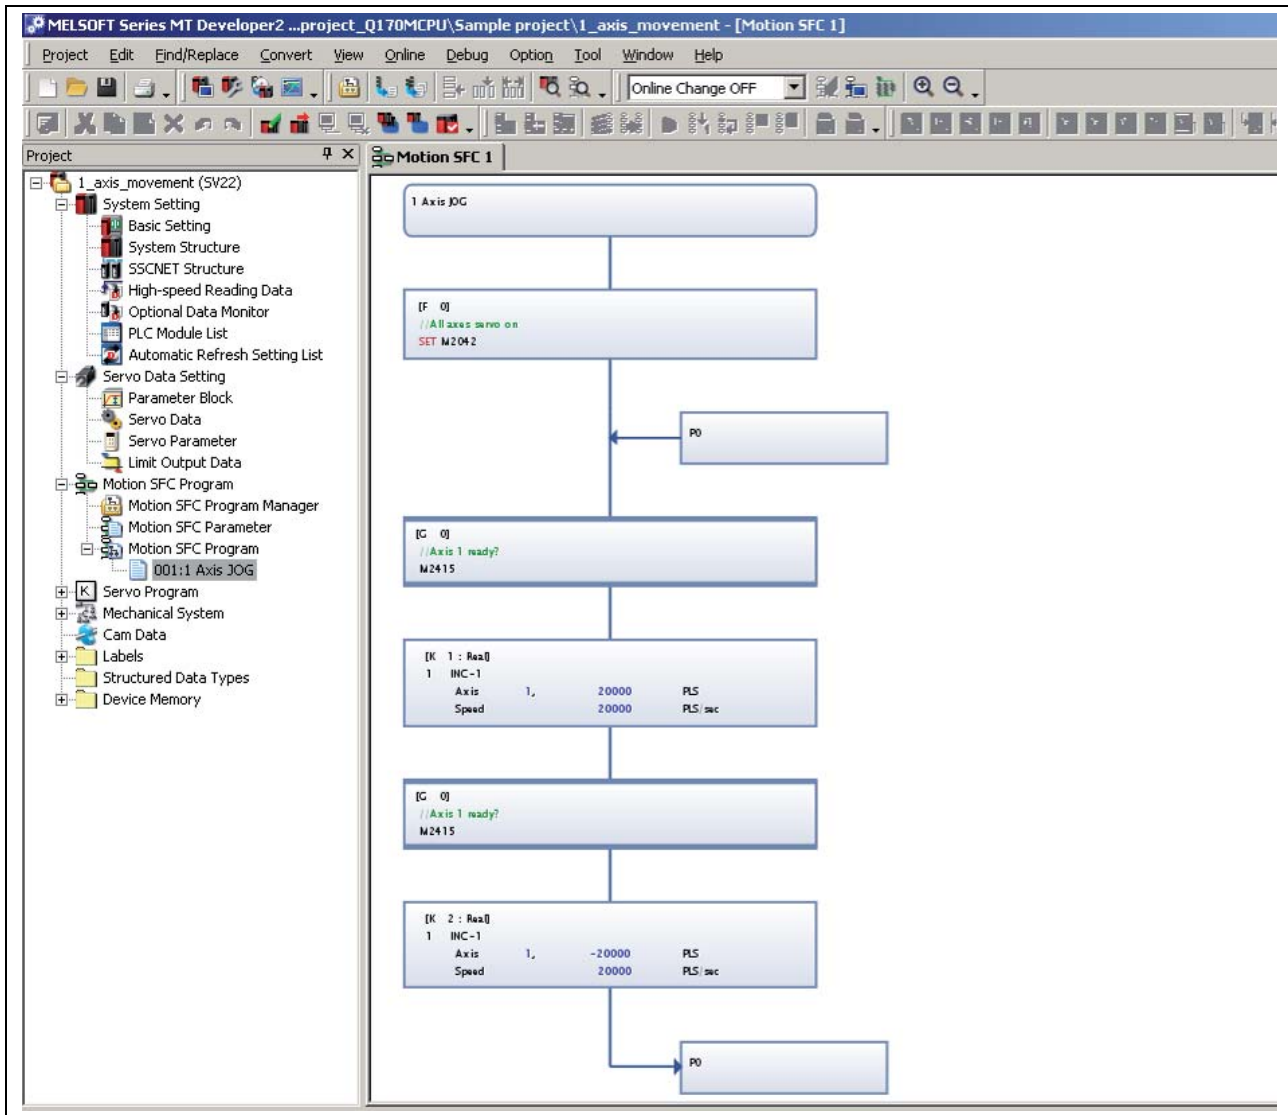 MELSOFT Series MT Developer2 ...project_Q170MCPU\Sample project\1_axis_movement - [Motion SFC 1]
Project Edit Find/Replace Convert View Online Debug Option Tool Window Help
Online Change OFF
Project
Motion SFC 1
1_axis_movement (SV22)
System Setting
Basic Setting
System Structure
SSCNET Structure
High-speed Reading Data
Optional Data Monitor
PLC Module List
Automatic Refresh Setting List
Servo Data Setting
Parameter Block
Servo Data
Servo Parameter
Limit Output Data
Motion SFC Program
Motion SFC Program Manager
Motion SFC Parameter
Motion SFC Program
001:1 Axis JOG
K Servo Program
Mechanical System
Cam Data
Labels
Structured Data Types
Device Memory
1 Axis JOG
[F 0]
//All axes servo on
SET M2042
P0
[G 0]
//Axis 1 ready?
M2415
[K 1 : Real]
1 INC-1
Axis 1, 20000 PLS
Speed 20000 PLS/sec
[G 0]
//Axis 1 ready?
M2415
[K 2 : Real]
1 INC-1
Axis 1, -20000 PLS
Speed 20000 PLS/sec
P0